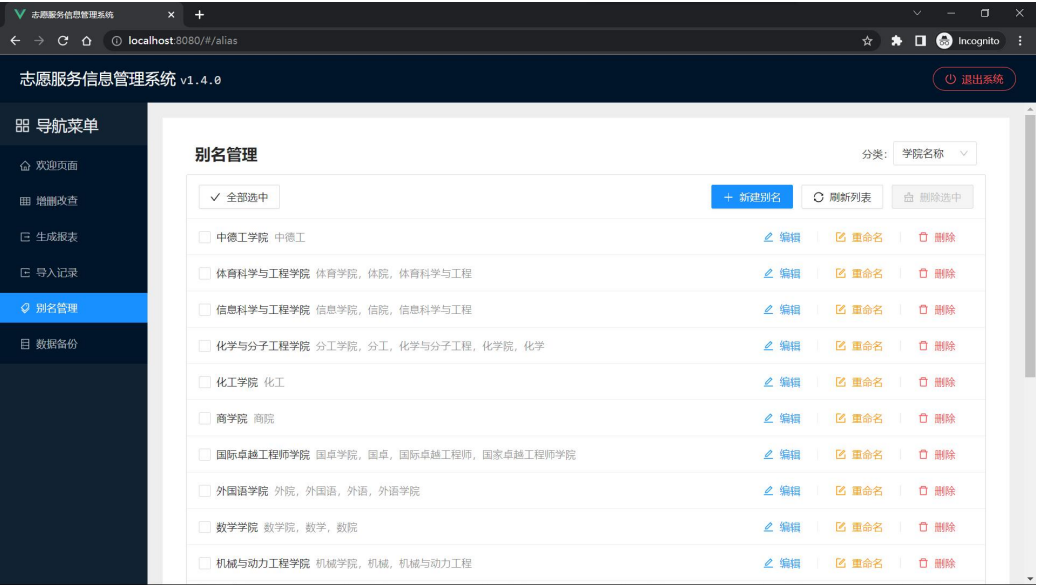 志愿服务信息管理系统
localhost:8080/#/alias
Incognito
志愿服务信息管理系统 v1.4.0
退出系统
导航菜单
欢迎页面
增删改查
生成报表
导入记录
别名管理
数据备份
别名管理
分类: 学院名称
全部选中
新建别名 刷新列表 删除选中
中德工学院 中德工 编辑 重命名 删除
体育科学与工程学院 体育学院, 体院, 体育科学与工程 编辑 重命名 删除
信息科学与工程学院 信息学院, 信院, 信息科学与工程 编辑 重命名 删除
化学与分子工程学院 分工学院, 分工, 化学与分子工程, 化学院, 化学 编辑 重命名 删除
化工学院 化工 编辑 重命名 删除
商学院 商院 编辑 重命名 删除
国际卓越工程师学院 国卓学院, 国卓, 国际卓越工程师, 国家卓越工程师学院 编辑 重命名 删除
外国语学院 外院, 外国语, 外语, 外语学院 编辑 重命名 删除
数学学院 数学院, 数学, 数院 编辑 重命名 删除
机械与动力工程学院 机械学院, 机械, 机械与动力工程 编辑 重命名 删除